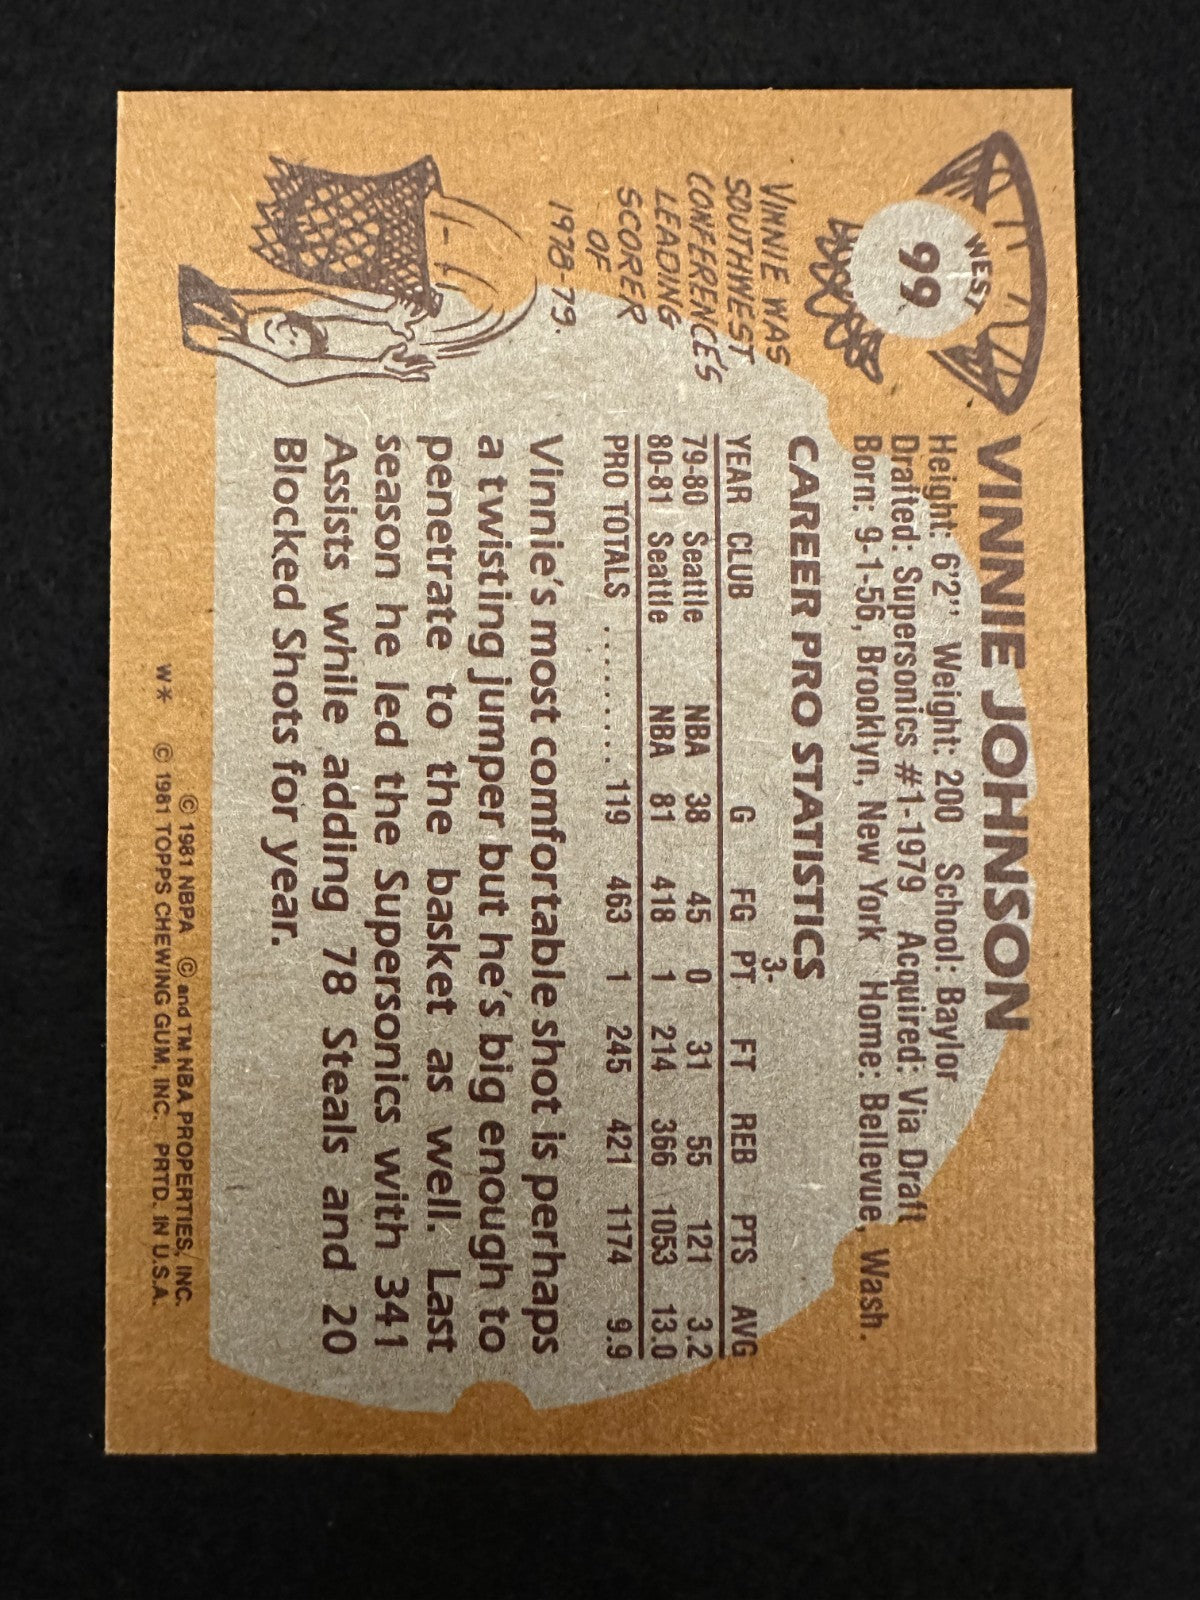 WEST
99
VINNIE JOHNSON
Height: 6'2" Weight: 200 School: Baylor
Drafted: Supersonics #1-1979 Acquired: Via Draft
Born: 9-1-56, Brooklyn, New York Home: Bellevue, Wash.
VINNIE WAS
SOUTHWEST
CONFERENCE'S
LEADING
SCORER
OF
1978-79.
CAREER PRO STATISTICS
3-
YEAR CLUB G FG PT FT REB PTS AVG
79-80 Seattle NBA 38 45 0 31 55 121 3.2
80-81 Seattle NBA 81 418 1 214 366 1053 13.0
PRO TOTALS .......... 119 463 1 245 421 1174 9.9
Vinnie's most comfortable shot is perhaps
a twisting jumper but he's big enough to
penetrate to the basket as well. Last
season he led the Supersonics with 341
Assists while adding 78 Steals and 20
Blocked Shots for year.
© 1981 NBPA © and TM NBA PROPERTIES, INC.
W* © 1981 TOPPS CHEWING GUM, INC. PRTD. IN U.S.A.